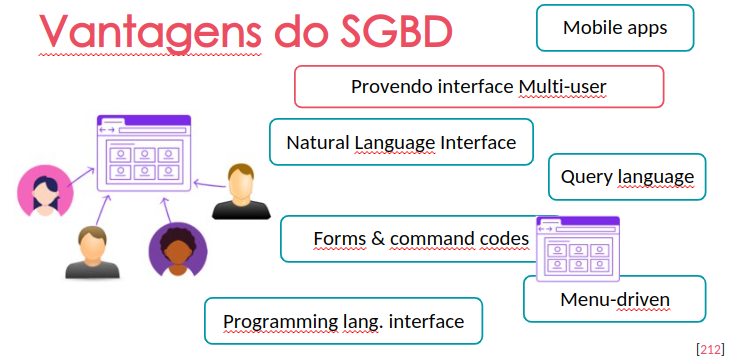 Vantagens do SGBD
Mobile apps
Provendo interface Multi-user
Natural Language Interface
Query language
Forms & command codes
Menu-driven
Programming lang. interface
[212]